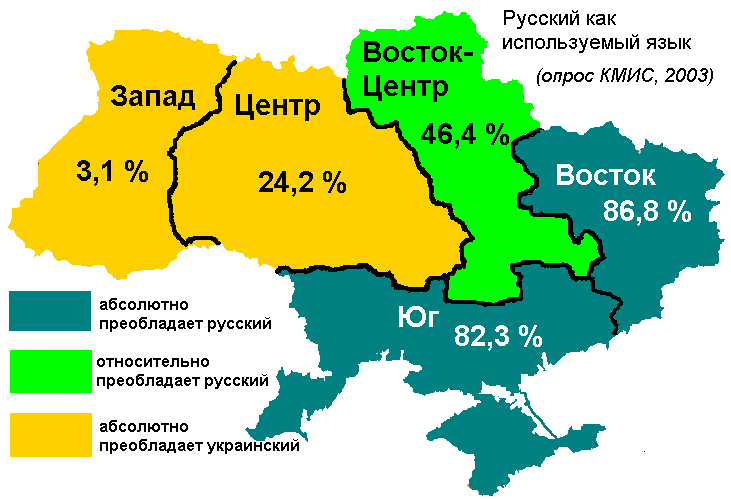 Русский как
используемый язык
(опрос КМИС, 2003)
Восток-
Центр
46,4 %
Запад
3,1 %
Центр
24,2 %
Восток
86,8 %
Юг
82,3 %
абсолютно
преобладает русский
относительно
преобладает русский
абсолютно
преобладает украинский